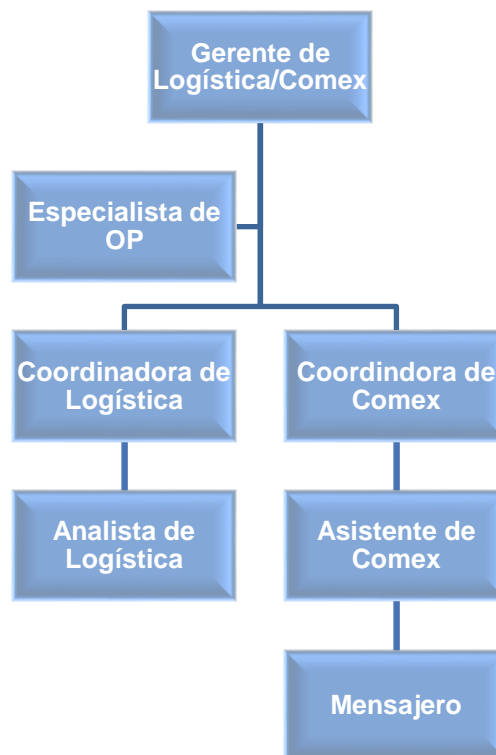 Gerente de
Logística/Comex
Especialista de
OP
Coordinadora de
Logística
Coordindora de
Comex
Analista de
Logística
Asistente de
Comex
Mensajero